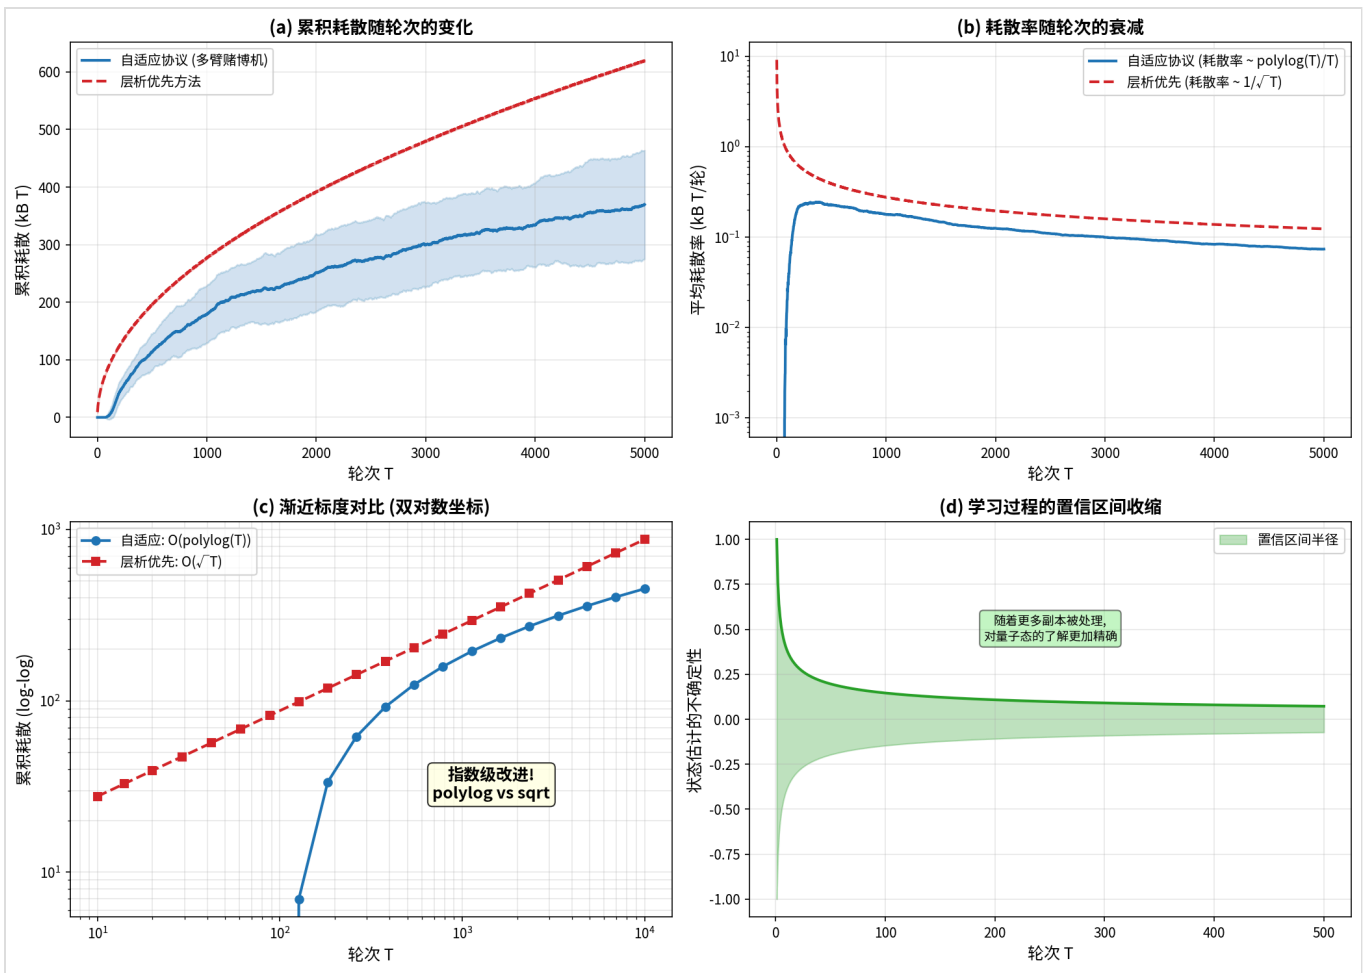 (a) 累积耗散随轮次的变化
自适应协议 (多臂赌博机)
层析优先方法
600
500
400
300
200
100
0
累积耗散 (kB T)
0 1000 2000 3000 4000 5000
轮次 T
(b) 耗散率随轮次的衰减
自适应协议 (耗散率 ~ polylog(T)/T)
层析优先 (耗散率 ~ 1/√T)
10¹
10⁰
10⁻¹
10⁻²
10⁻³
平均耗散率 (kB T/轮)
0 1000 2000 3000 4000 5000
轮次 T
(c) 渐近标度对比 (双对数坐标)
自适应: O(polylog(T))
层析优先: O(√T)
10³
10²
10¹
累积耗散 (log-log)
指数级改进!
polylog vs sqrt
10¹ 10² 10³ 10⁴
轮次 T
(d) 学习过程的置信区间收缩
置信区间半径
随着更多副本被处理,
对量子态的了解更加精确
1.00
0.75
0.50
0.25
0.00
-0.25
-0.50
-0.75
-1.00
状态估计的不确定性
0 100 200 300 400 500
轮次 T